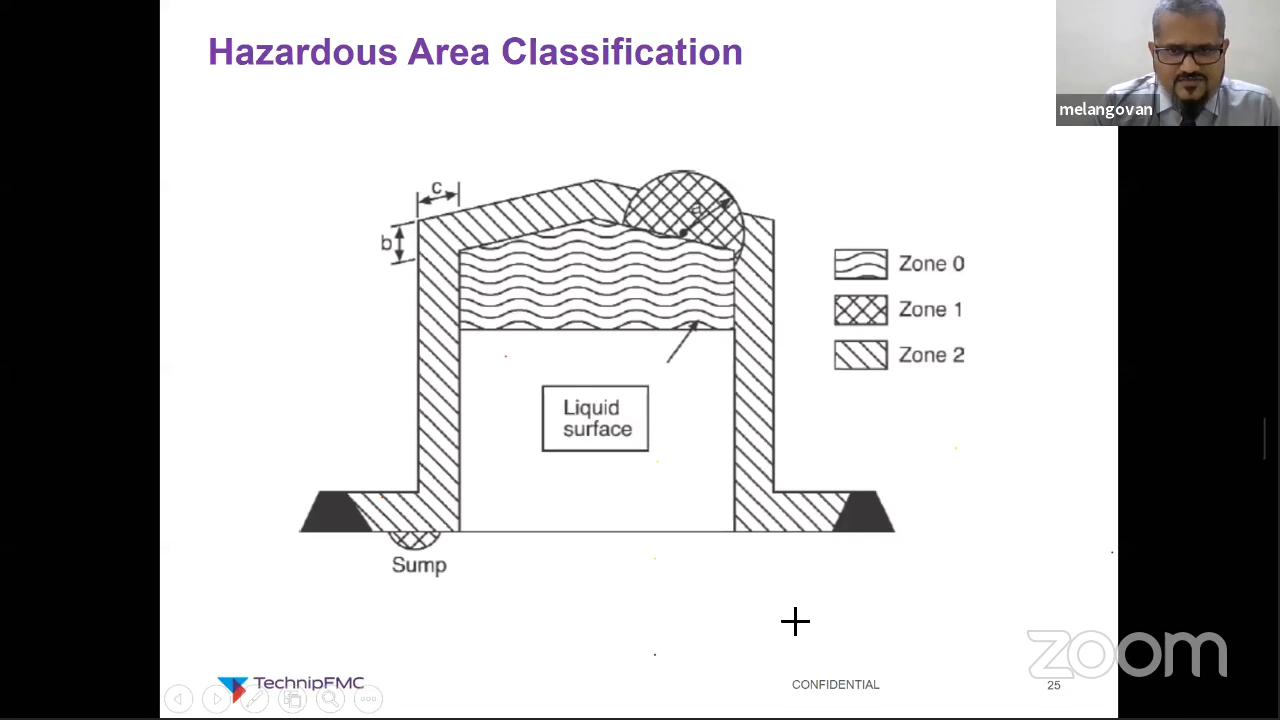 Hazardous Area Classification
melangovan
c
b
a
Zone 0
Zone 1
Zone 2
Liquid
surface
Sump
TechnipFMC
CONFIDENTIAL
25
zoom